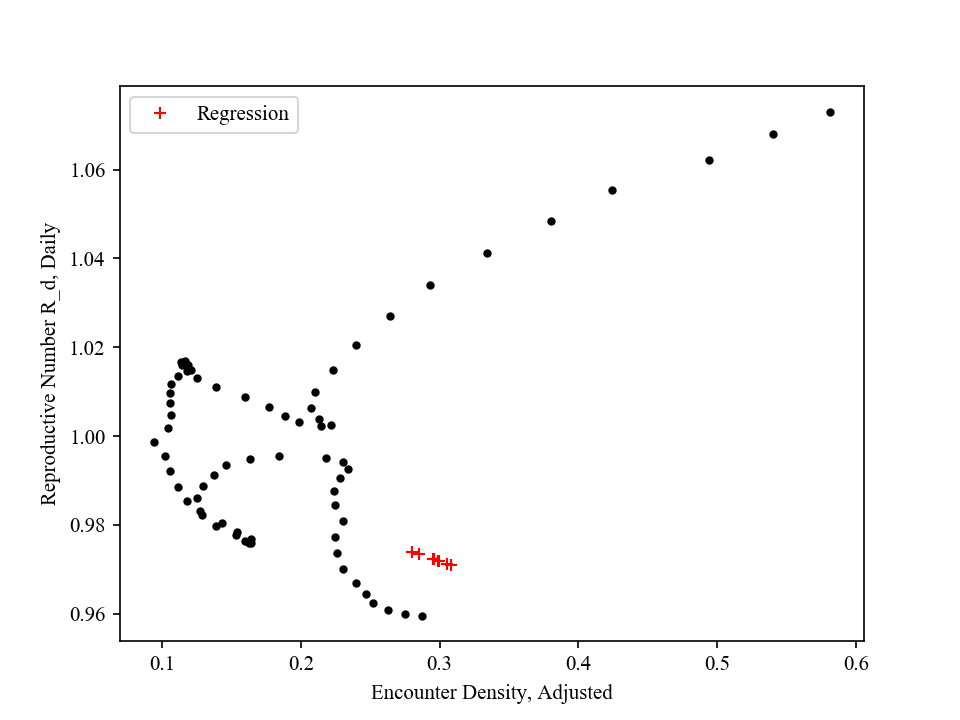 Regression
1.06
1.04
1.02
1.00
0.98
0.96
Reproductive Number R_d, Daily
0.1 0.2 0.3 0.4 0.5 0.6
Encounter Density, Adjusted